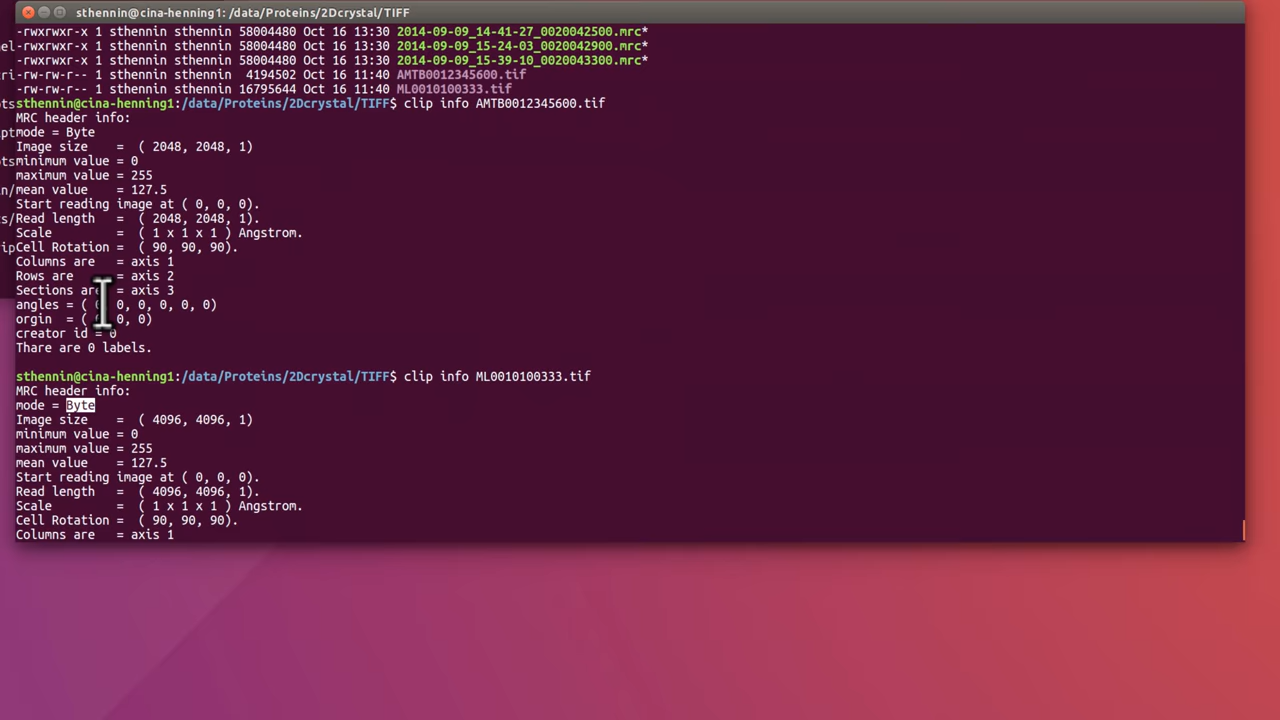 sthennin@cina-henning1: /data/Proteins/2Dcrystal/TIFF
-rwxrwxr-x 1 sthennin sthennin 58004480 Oct 16 13:30 2014-09-09_14-41-27_0020042500.mrc*
-rwxrwxr-x 1 sthennin sthennin 58004480 Oct 16 13:30 2014-09-09_15-24-03_0020042900.mrc*
-rwxrwxr-x 1 sthennin sthennin 58004480 Oct 16 13:30 2014-09-09_15-39-10_0020043300.mrc*
-rw-rw-r-- 1 sthennin sthennin  4194502 Oct 16 11:40 AMTB0012345600.tif
-rw-rw-r-- 1 sthennin sthennin 16795644 Oct 16 11:40 ML0010100333.tif
sthennin@cina-henning1:/data/Proteins/2Dcrystal/TIFF$ clip info AMTB0012345600.tif
MRC header info:
mode = Byte
Image size    =  ( 2048, 2048, 1)
minimum value = 0
maximum value = 255
mean value    = 127.5
Start reading image at ( 0, 0, 0).
Read length   =  ( 2048, 2048, 1).
Scale         =  ( 1 x 1 x 1 ) Angstrom.
Cell Rotation =  ( 90, 90, 90).
Columns are   = axis 1
Rows are      = axis 2
Sections are  = axis 3
angles = ( 0, 0, 0, 0, 0, 0)
orgin  = ( 0, 0, 0)
creator id = 0
Thare are 0 labels.
sthennin@cina-henning1:/data/Proteins/2Dcrystal/TIFF$ clip info ML0010100333.tif
MRC header info:
mode = Byte
Image size    =  ( 4096, 4096, 1)
minimum value = 0
maximum value = 255
mean value    = 127.5
Start reading image at ( 0, 0, 0).
Read length   =  ( 4096, 4096, 1).
Scale         =  ( 1 x 1 x 1 ) Angstrom.
Cell Rotation =  ( 90, 90, 90).
Columns are   = axis 1